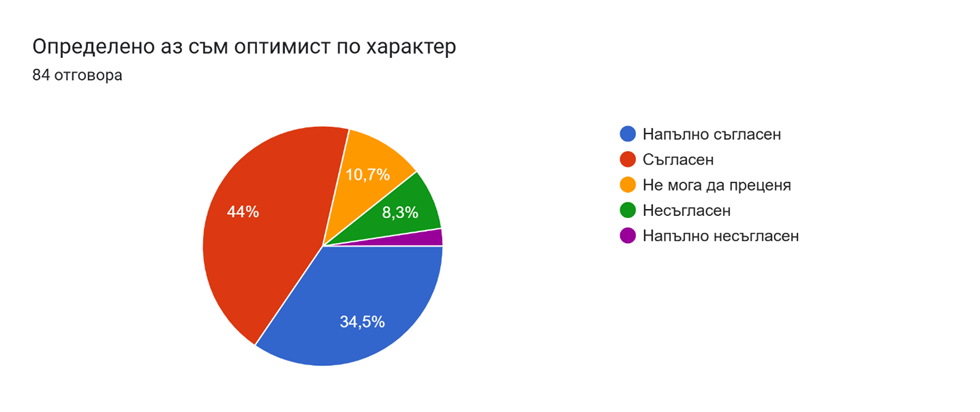 Определено аз съм оптимист по характер
84 отговора
10,7%
44%
8,3%
34,5%
Напълно съгласен
Съгласен
Не мога да преценя
Несъгласен
Напълно несъгласен